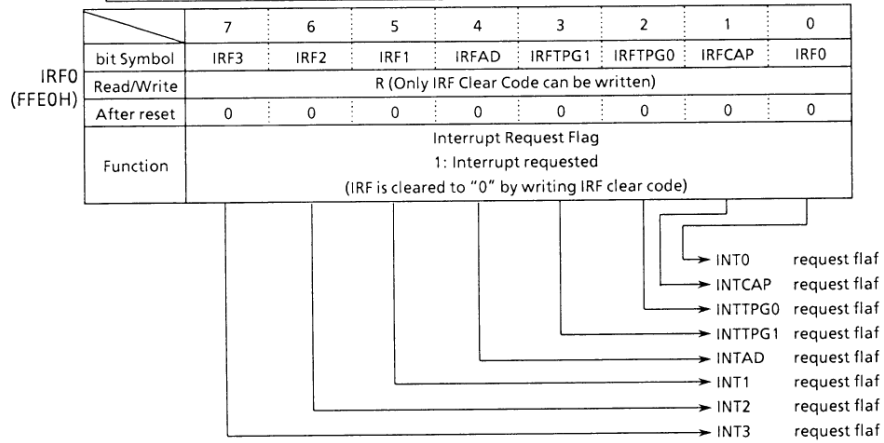 7 6 5 4 3 2 1 0
bit Symbol IRF3 IRF2 IRF1 IRFAD IRFTPG1 IRFTPG0 IRFCAP IRF0
IRF0
(FFE0H)
Read/Write R (Only IRF Clear Code can be written)
After reset 0 0 0 0 0 0 0 0
Function
Interrupt Request Flag
1: Interrupt requested
(IRF is cleared to "0" by writing IRF clear code)
INT0 request flaf
INTCAP request flaf
INTTPG0 request flaf
INTTPG1 request flaf
INTAD request flaf
INT1 request flaf
INT2 request flaf
INT3 request flaf